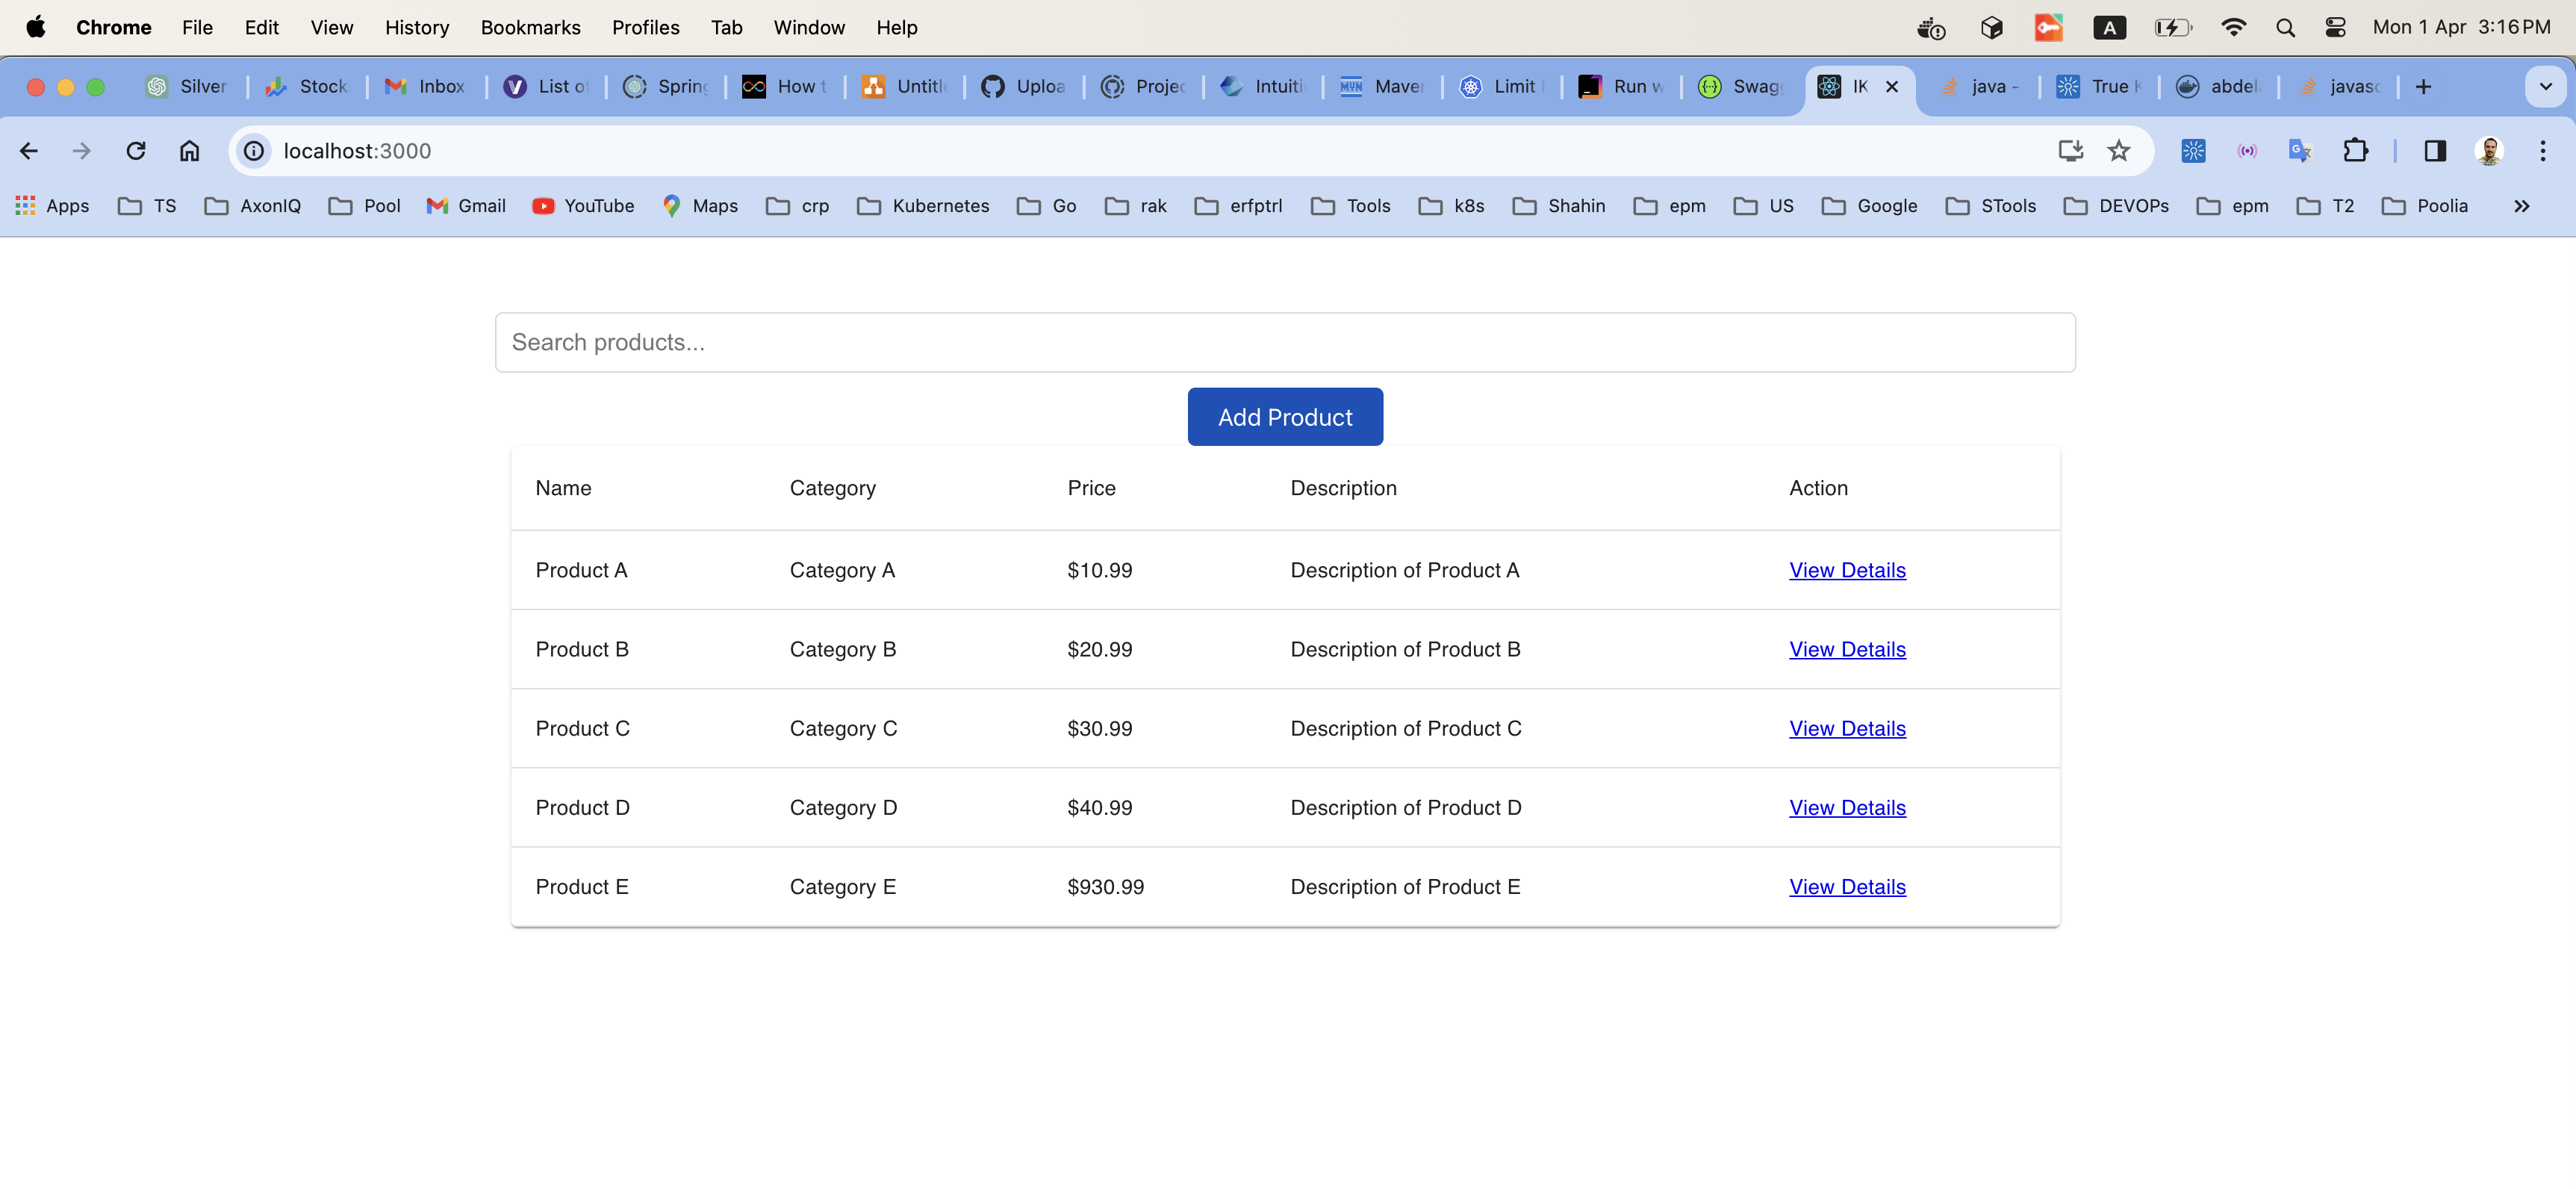 Chrome File Edit View History Bookmarks Profiles Tab Window Help A Mon 1 Apr 3:16 PM
Silver Stock Inbox List of Spring How t Untitl Uploa Projec Intuiti MVN Maven Limit Run w Swagg IK java - True K abdel javasc
localhost:3000
Apps TS AxonIQ Pool Gmail YouTube Maps crp Kubernetes Go rak erfptrl Tools k8s Shahin epm US Google STools DEVOPs epm T2 Poolia
Search products...
Add Product
Name Category Price Description Action
Product A Category A $10.99 Description of Product A View Details
Product B Category B $20.99 Description of Product B View Details
Product C Category C $30.99 Description of Product C View Details
Product D Category D $40.99 Description of Product D View Details
Product E Category E $930.99 Description of Product E View Details